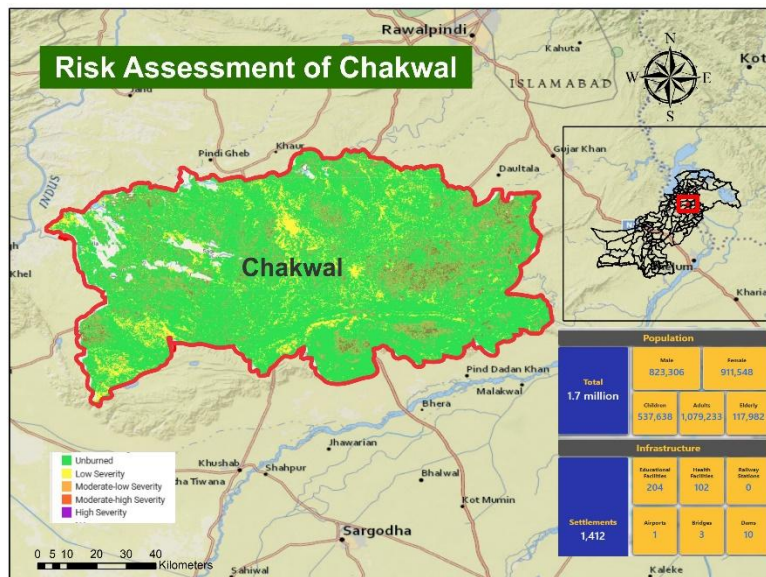 Rawalpindi
Kahuta
Kot
Risk Assessment of Chakwal
ISLAMABAD
N
W
E
S
Pindi Gheb
Khaur
Gujar Khan
Daultala
INDUS
Chakwal
Khel
Kharia
Pind Dadan Khan
Malakwal
Bhera
Jhawarian
Khushab
Shahpur
Bhalwal
Kot Mumin
Sargodha
Sahiwal
Kaleke
Unburned
Low Severity
Moderate-low Severity
Moderate-high Severity
High Severity
0 5 10 20 30 40
Kilometers
Population
Total
1.7 million
Male
823,306
Female
911,548
Children
537,638
Adults
1,079,233
Elderly
117,982
Infrastructure
Settlements
1,412
Educational
Facilities
204
Health
Facilities
102
Railway
Stations
0
Airports
1
Bridges
3
Dams
10